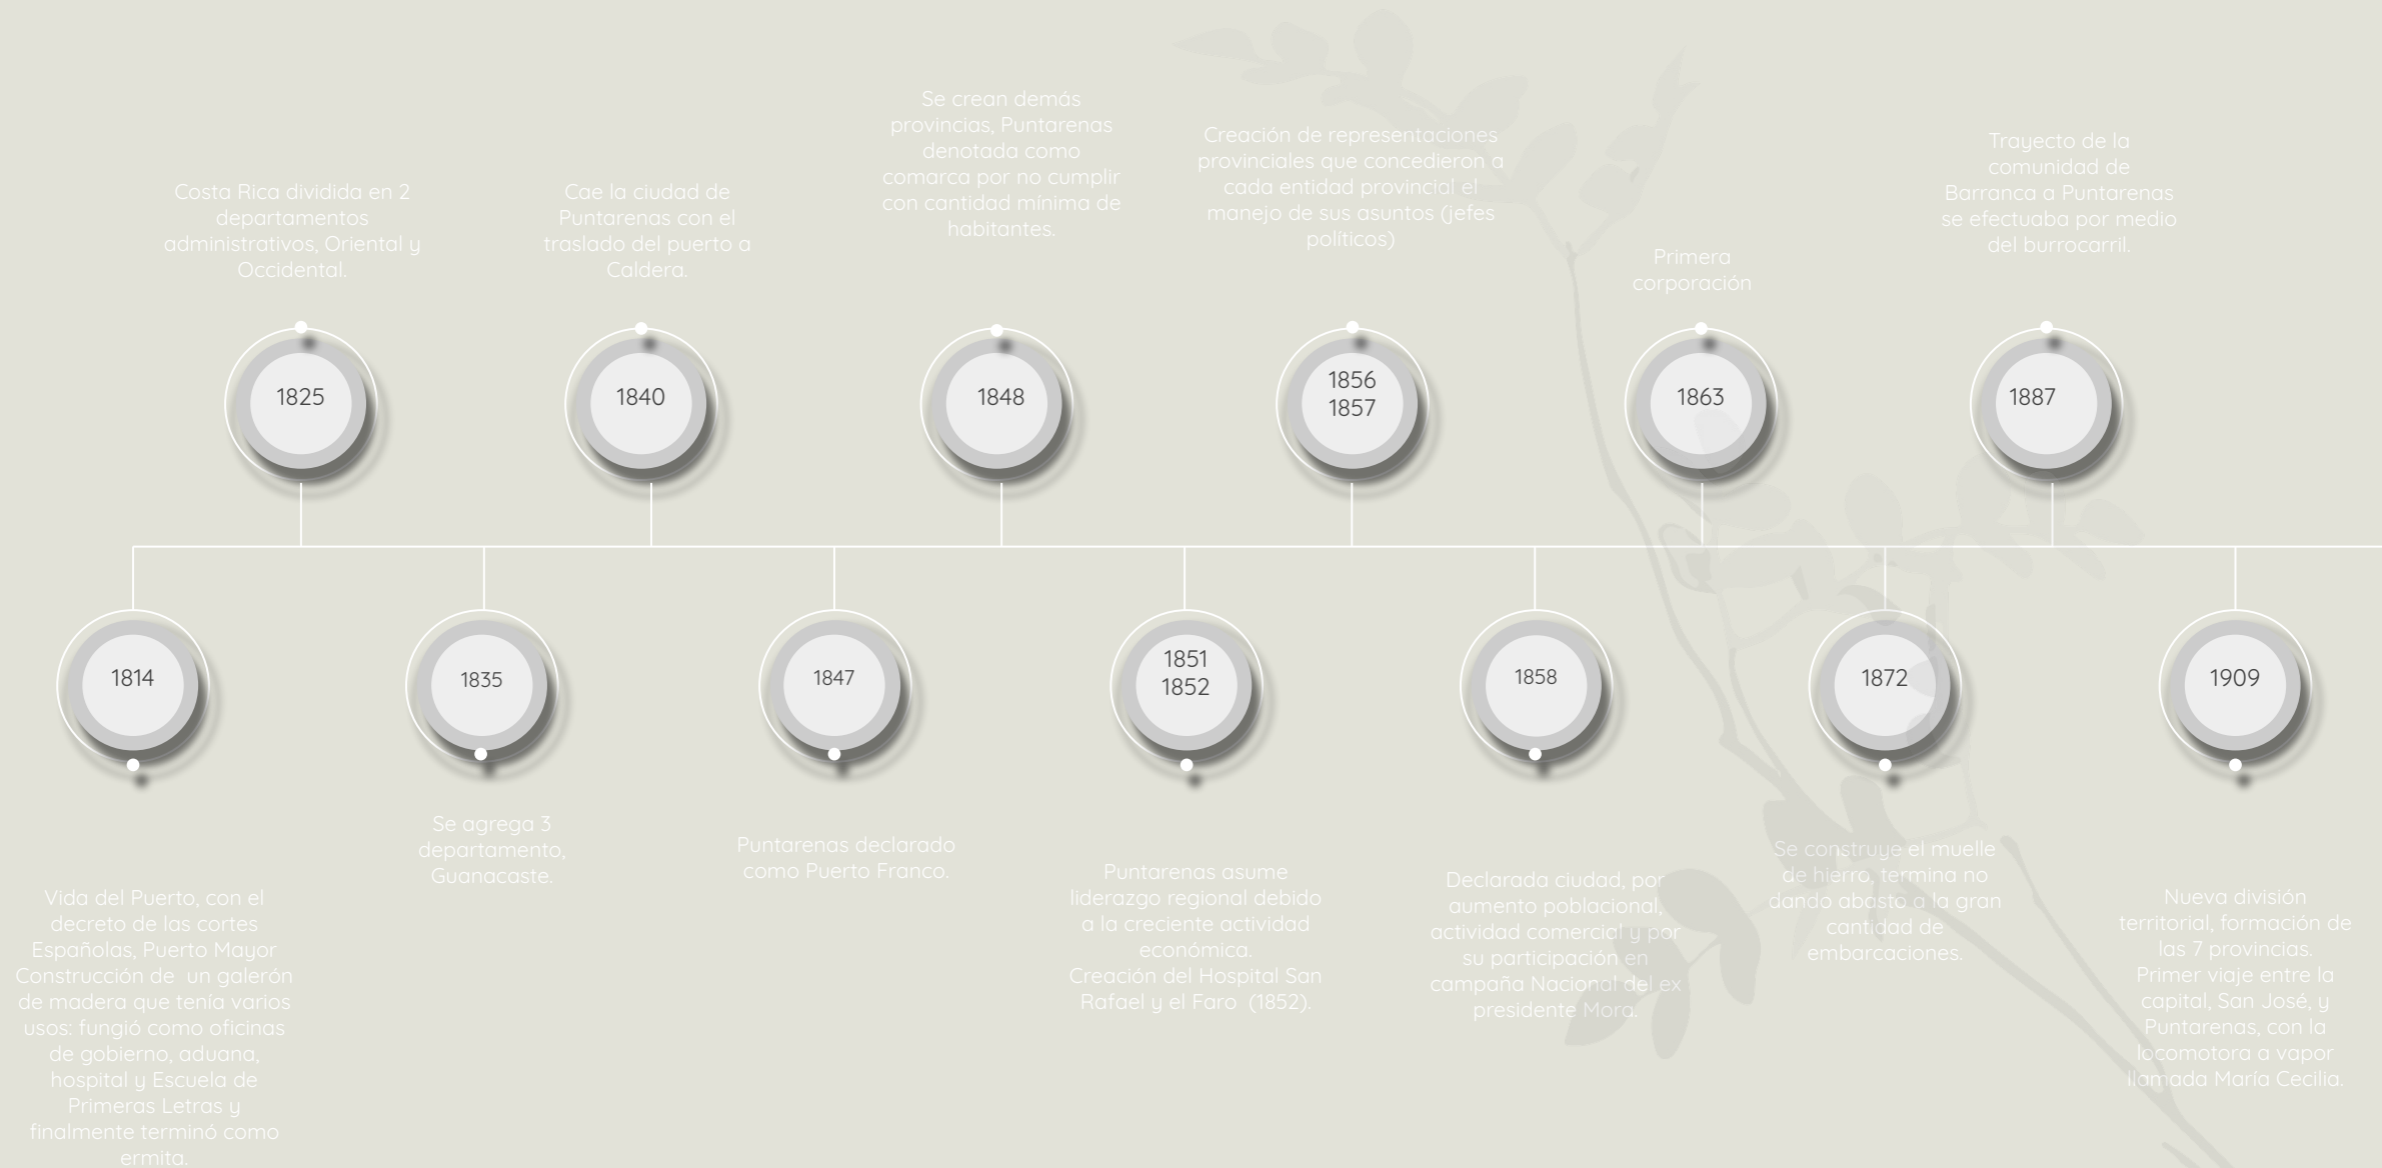 1814
Vida del Puerto, con el
decreto de las cortes
Españolas, Puerto Mayor
Construcción de  un galerón
de madera que tenía varios
usos: fungió como oficinas
de gobierno, aduana,
hospital y Escuela de
Primeras Letras y
finalmente terminó como
ermita.
Costa Rica dividida en 2
departamentos
administrativos, Oriental y
Occidental.
1825
1835
Se agrega 3
departamento,
Guanacaste.
Cae la ciudad de
Puntarenas con el
traslado del puerto a
Caldera.
1840
1847
Puntarenas declarado
como Puerto Franco.
Se crean demás
provincias, Puntarenas
denotada como
comarca por no cumplir
con cantidad mínima de
habitantes.
1848
1851
1852
Puntarenas asume
liderazgo regional debido
a la creciente actividad
económica.
Creación del Hospital San
Rafael y el Faro  (1852).
Creación de representaciones
provinciales que concedieron a
cada entidad provincial el
manejo de sus asuntos (jefes
políticos)
1856
1857
1858
Declarada ciudad, por
aumento poblacional,
actividad comercial y por
su participación en
campaña Nacional del ex
presidente Mora.
Primera
corporación
1863
1872
Se construye el muelle
de hierro, termina no
dando abasto a la gran
cantidad de
embarcaciones.
Trayecto de la
comunidad de
Barranca a Puntarenas
se efectuaba por medio
del burrocarril.
1887
1909
Nueva división
territorial, formación de
las 7 provincias.
Primer viaje entre la
capital, San José, y
Puntarenas, con la
locomotora a vapor
llamada María Cecilia.